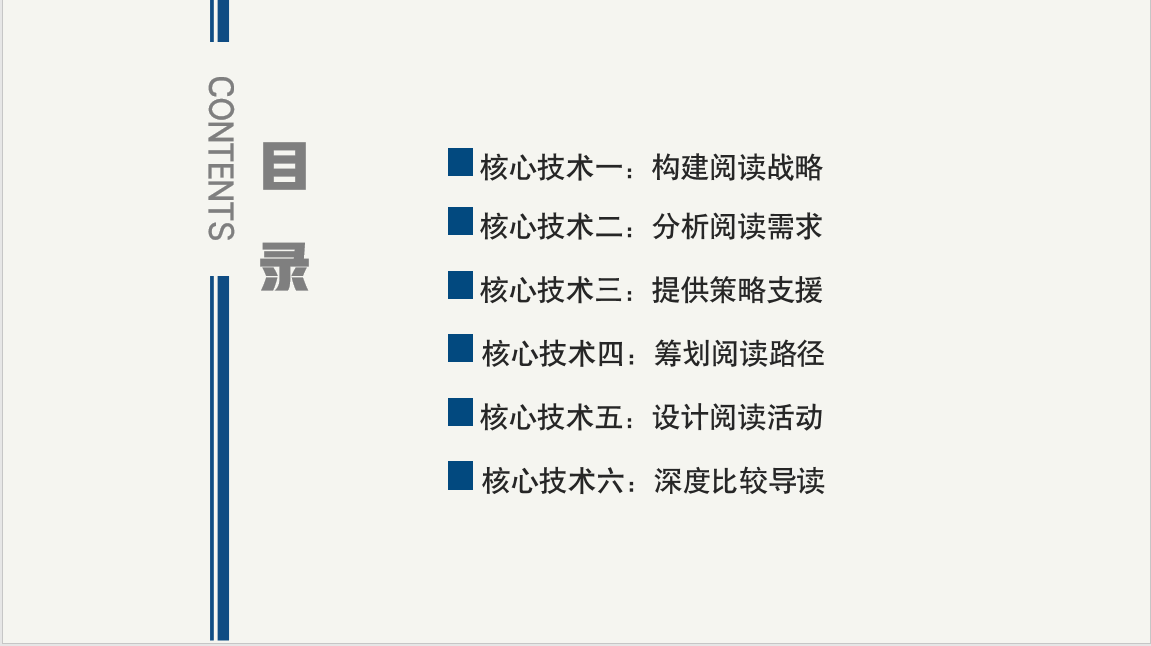 CONTENTS
目录
核心技术一：构建阅读战略
核心技术二：分析阅读需求
核心技术三：提供策略支援
核心技术四：筹划阅读路径
核心技术五：设计阅读活动
核心技术六：深度比较导读